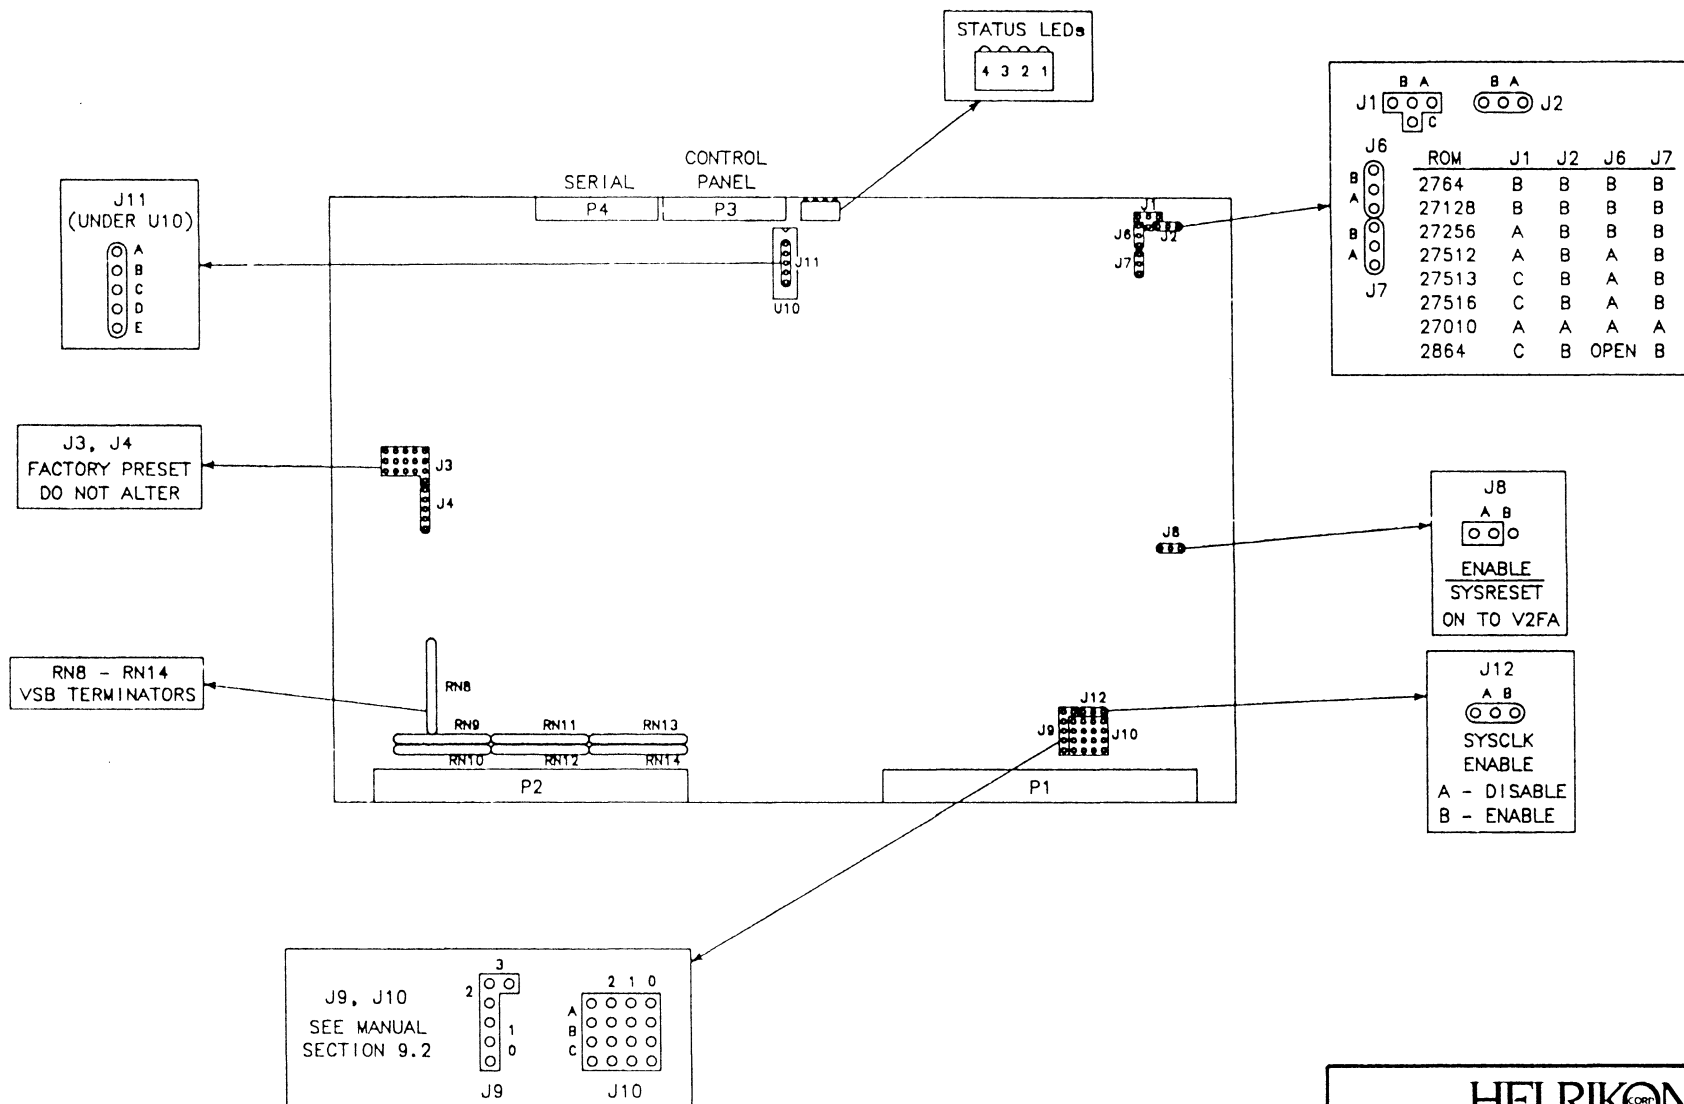 STATUS LEDs
4 3 2 1
B A
B A
J1
J2
C
J6
B
A
B
A
J7
ROM J1 J2 J6 J7
2764 B B B B
27128 B B B B
27256 A B B B
27512 A B A B
27513 C B A B
27516 C B A B
27010 A A A A
2864 C B OPEN B
J11
(UNDER U10)
A
B
C
D
E
SERIAL
P4
CONTROL
PANEL
P3
J11
U10
J1
J6
J2
J7
J3, J4
FACTORY PRESET
DO NOT ALTER
J3
J4
J8
J8
A B
ENABLE
SYSRESET
ON TO V2FA
RN8 - RN14
VSB TERMINATORS
RN8
RN9 RN11 RN13
RN10 RN12 RN14
P2
J12
J9
J10
P1
J12
A B
SYSCLK
ENABLE
A - DISABLE
B - ENABLE
J9, J10
SEE MANUAL
SECTION 9.2
3
2
1
0
J9
2 1 0
A
B
C
J10
HEURIKON
CORP